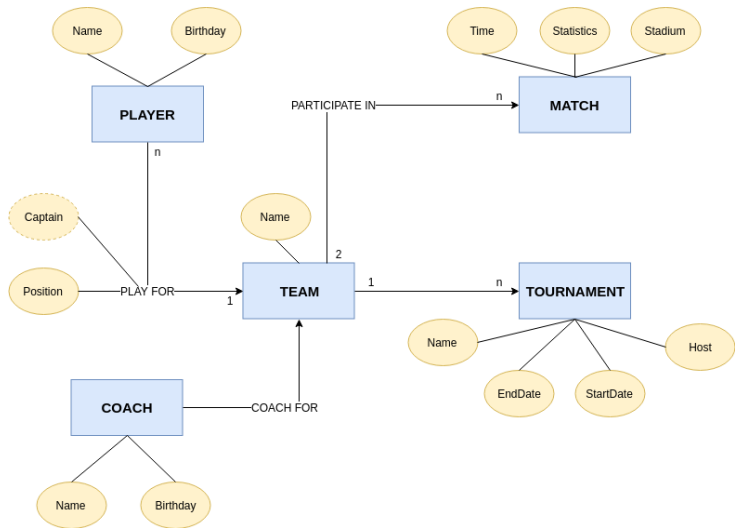 Name
Birthday
Time
Statistics
Stadium
PLAYER
PARTICIPATE IN
n
MATCH
n
Captain
Name
2
Position
PLAY FOR
1
TEAM
1
n
TOURNAMENT
Name
Host
EndDate
StartDate
COACH
COACH FOR
Name
Birthday